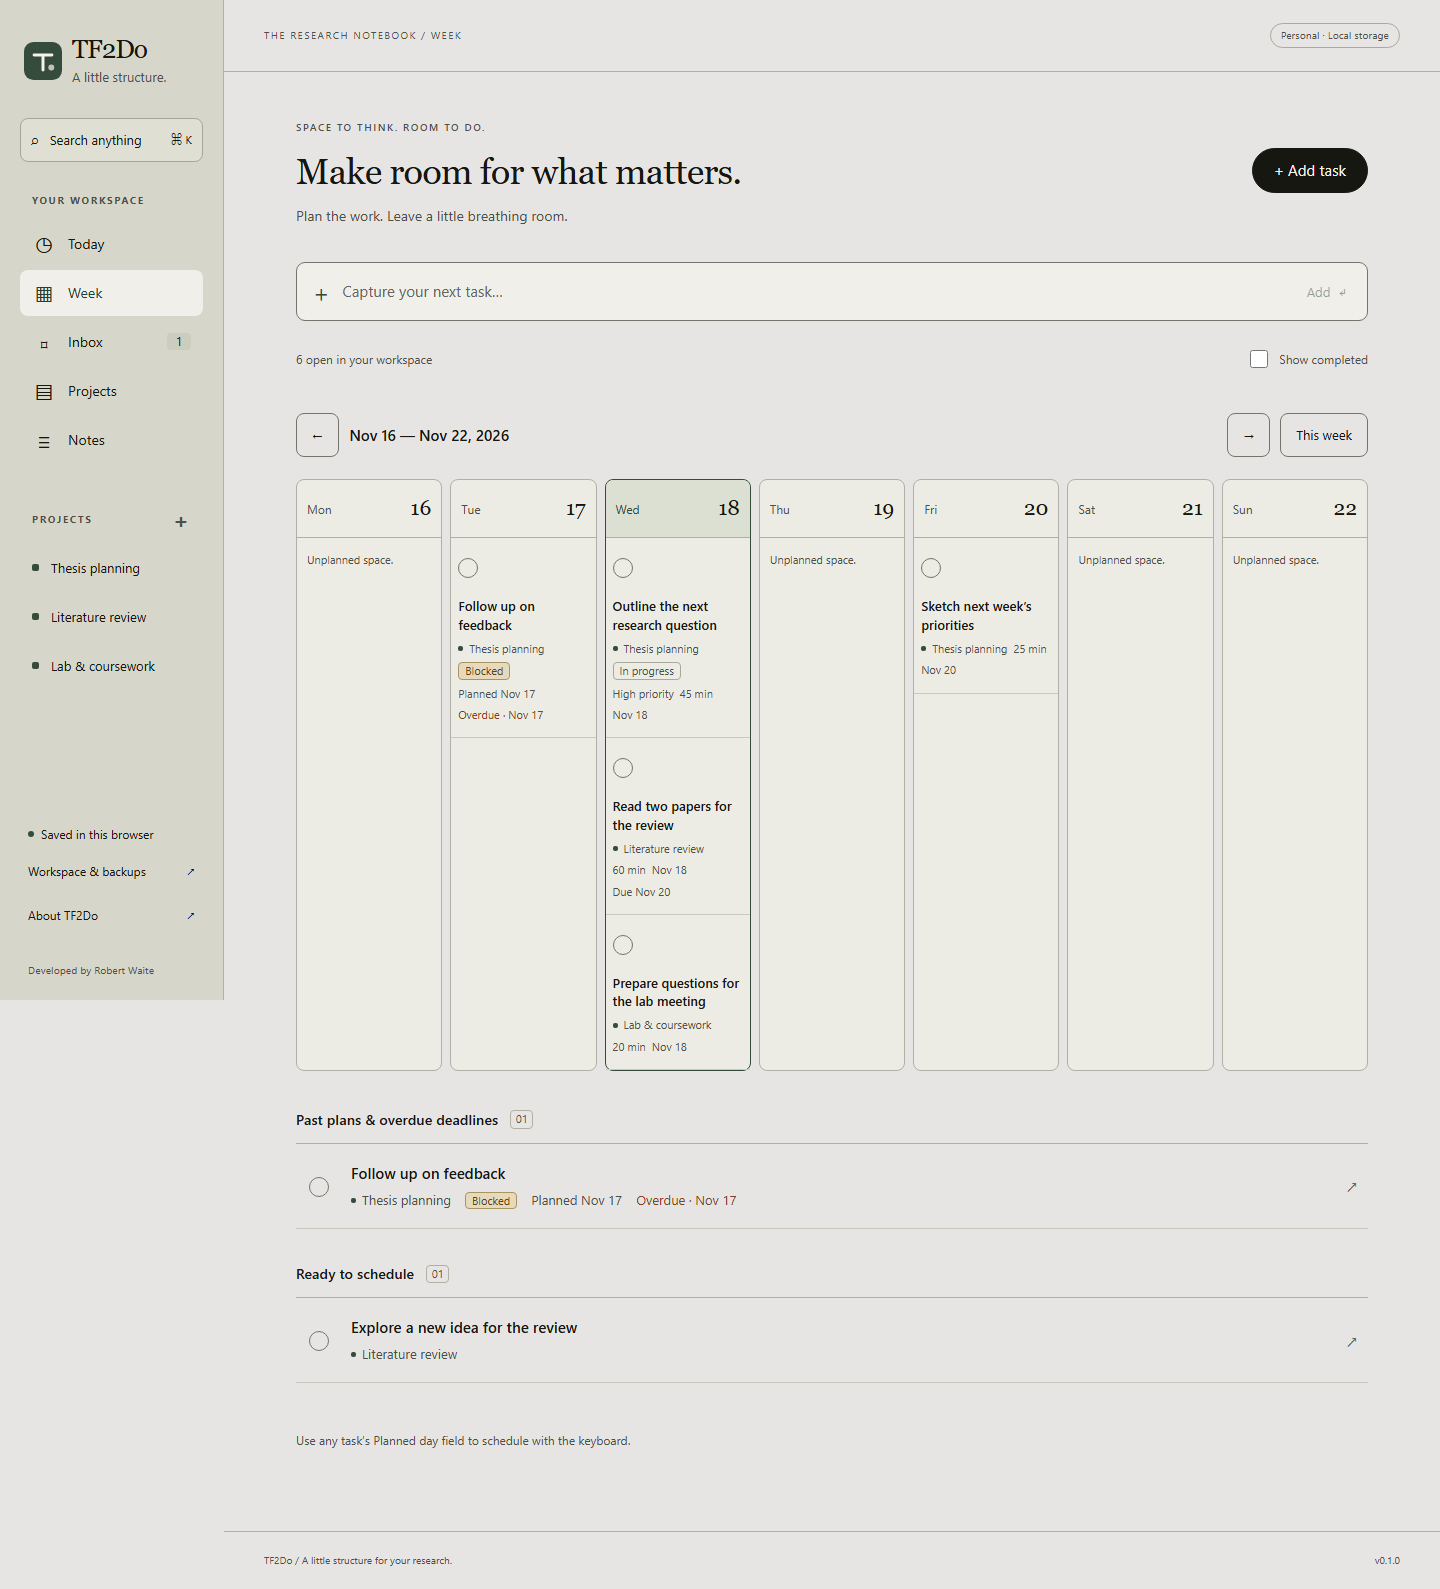 TF2Do
A little structure.
Search anything ⌘ K
YOUR WORKSPACE
Today
Week
Inbox 1
Projects
Notes
PROJECTS +
Thesis planning
Literature review
Lab & coursework
Saved in this browser
Workspace & backups ↗
About TF2Do ↗
Developed by Robert Waite
THE RESEARCH NOTEBOOK / WEEK
Personal · Local storage
SPACE TO THINK. ROOM TO DO.
Make room for what matters.
+ Add task
Plan the work. Leave a little breathing room.
+ Capture your next task... Add ↲
6 open in your workspace
Show completed
←
Nov 16 — Nov 22, 2026
→
This week
Mon 16
Unplanned space.
Tue 17
Follow up on
feedback
Thesis planning
Blocked
Planned Nov 17
Overdue · Nov 17
Wed 18
Outline the next
research question
Thesis planning
In progress
High priority 45 min
Nov 18
Read two papers for
the review
Literature review
60 min Nov 18
Due Nov 20
Prepare questions for
the lab meeting
Lab & coursework
20 min Nov 18
Thu 19
Unplanned space.
Fri 20
Sketch next week's
priorities
Thesis planning 25 min
Nov 20
Sat 21
Unplanned space.
Sun 22
Unplanned space.
Past plans & overdue deadlines 01
Follow up on feedback
Thesis planning Blocked Planned Nov 17 Overdue · Nov 17 ↗
Ready to schedule 01
Explore a new idea for the review
Literature review ↗
Use any task's Planned day field to schedule with the keyboard.
TF2Do / A little structure for your research.
v0.1.0